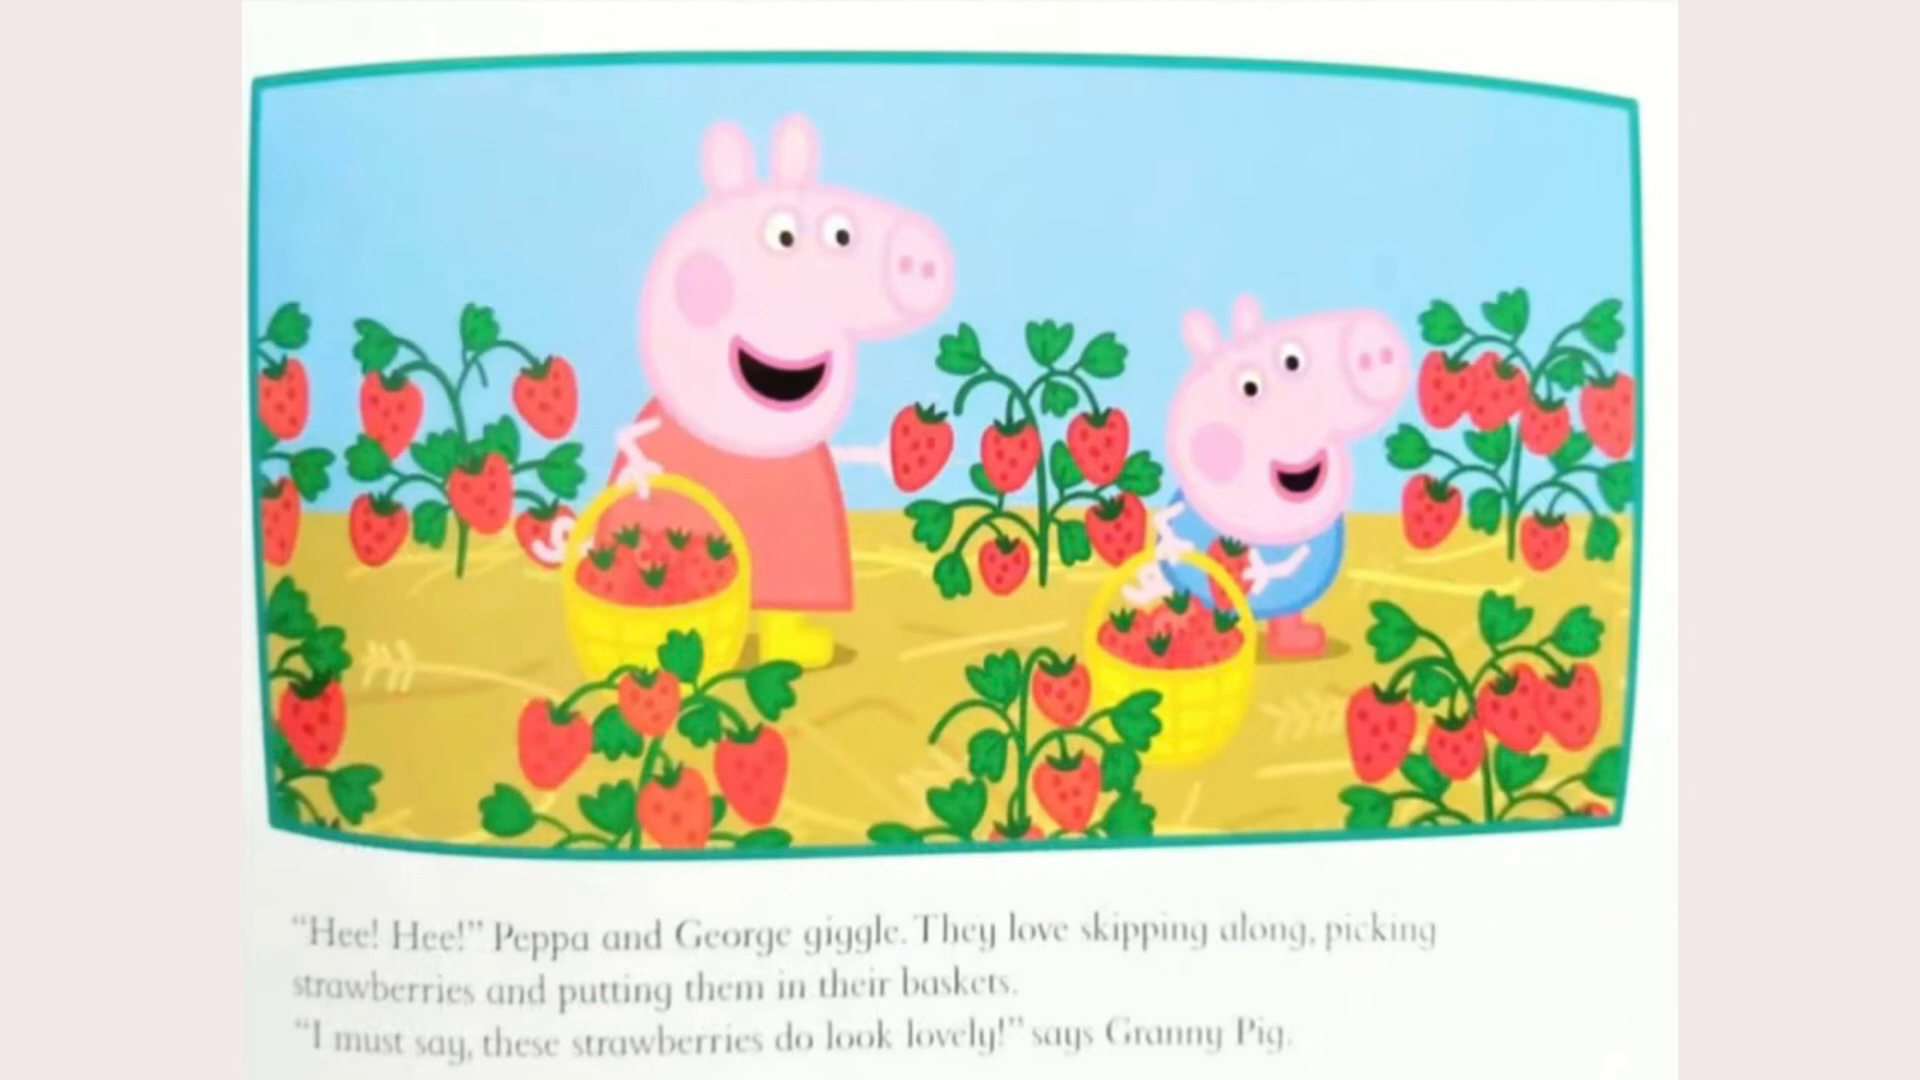 “Hee! Hee!” Peppa and George giggle. They love skipping along, picking
strawberries and putting them in their baskets.
“I must say, these strawberries do look lovely!” says Granny Pig.